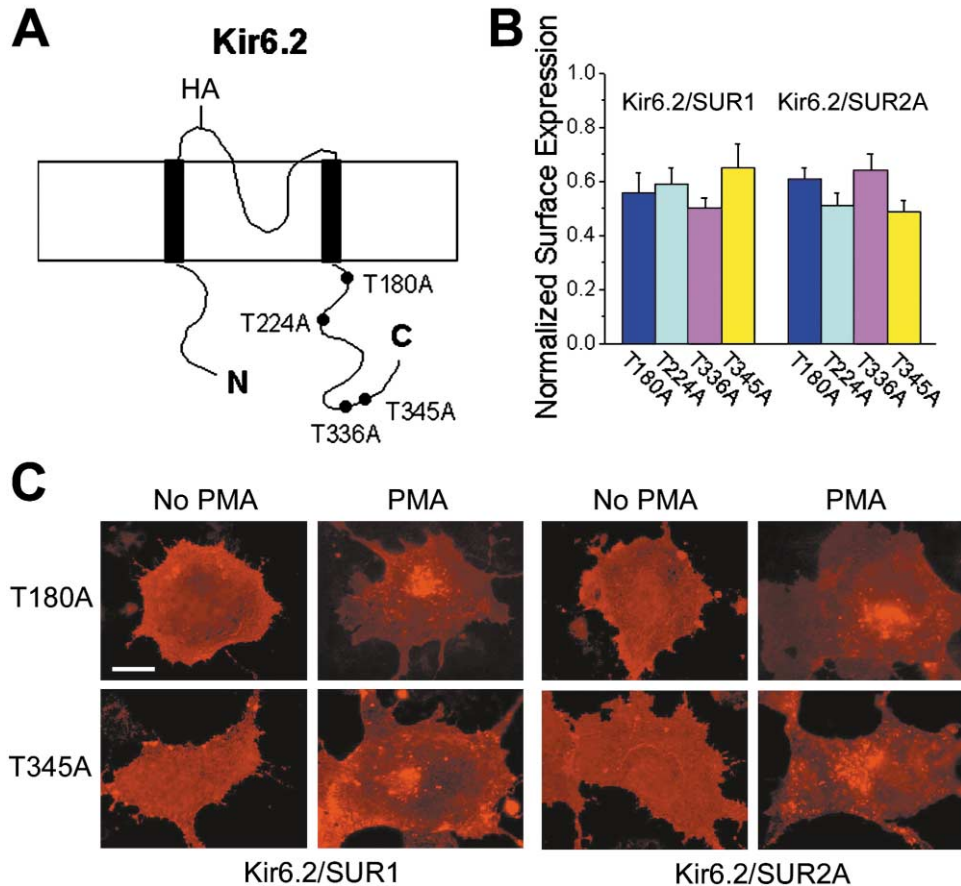 A
Kir6.2
HA
T180A
T224A
C
N
T345A
T336A
B
Normalized Surface Expression
1.0
0.8
0.6
0.4
0.2
0.0
Kir6.2/SUR1 Kir6.2/SUR2A
T180A T224A T336A T345A T180A T224A T336A T345A
C
No PMA PMA No PMA PMA
T180A
T345A
Kir6.2/SUR1 Kir6.2/SUR2A